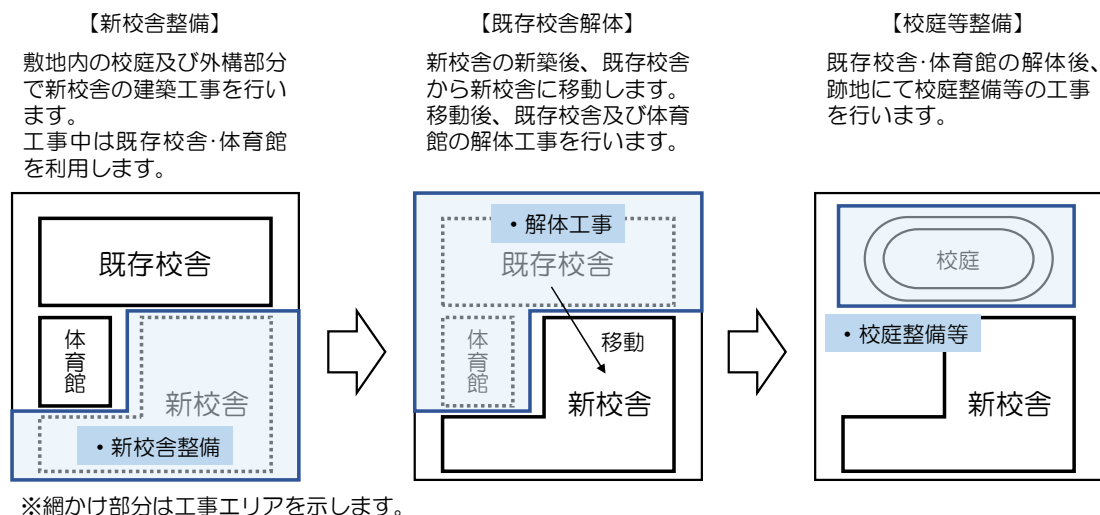 【新校舎整備】
敷地内の校庭及び外構部分
で新校舎の建築工事を行い
ます。
工事中は既存校舎･体育館
を利用します。
既存校舎
体育館
新校舎
・新校舎整備
【既存校舎解体】
新校舎の新築後、既存校舎
から新校舎に移動します。
移動後、既存校舎及び体育
館の解体工事を行います。
・解体工事
既存校舎
体育館
移動
新校舎
【校庭等整備】
既存校舎･体育館の解体後、
跡地にて校庭整備等の工事
を行います。
校庭
・校庭整備等
新校舎
※網かけ部分は工事エリアを示します。